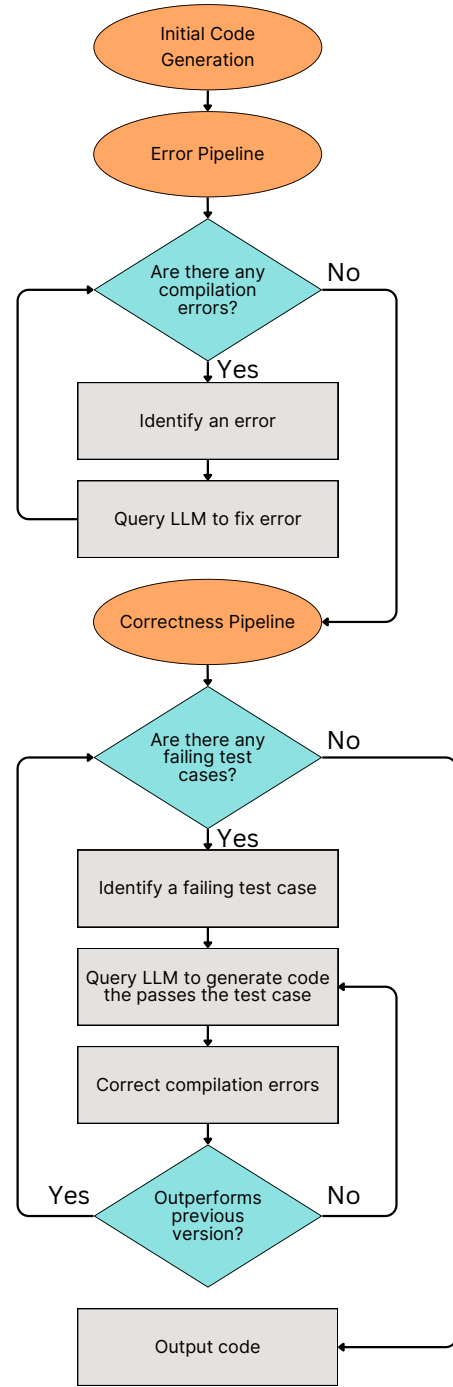 Initial Code
Generation
Error Pipeline
Are there any
compilation
errors?
No
Yes
Identify an error
Query LLM to fix error
Correctness Pipeline
Are there any
failing test
cases?
No
Yes
Identify a failing test case
Query LLM to generate code
the passes the test case
Correct compilation errors
Yes
Outperforms
previous
version?
No
Output code